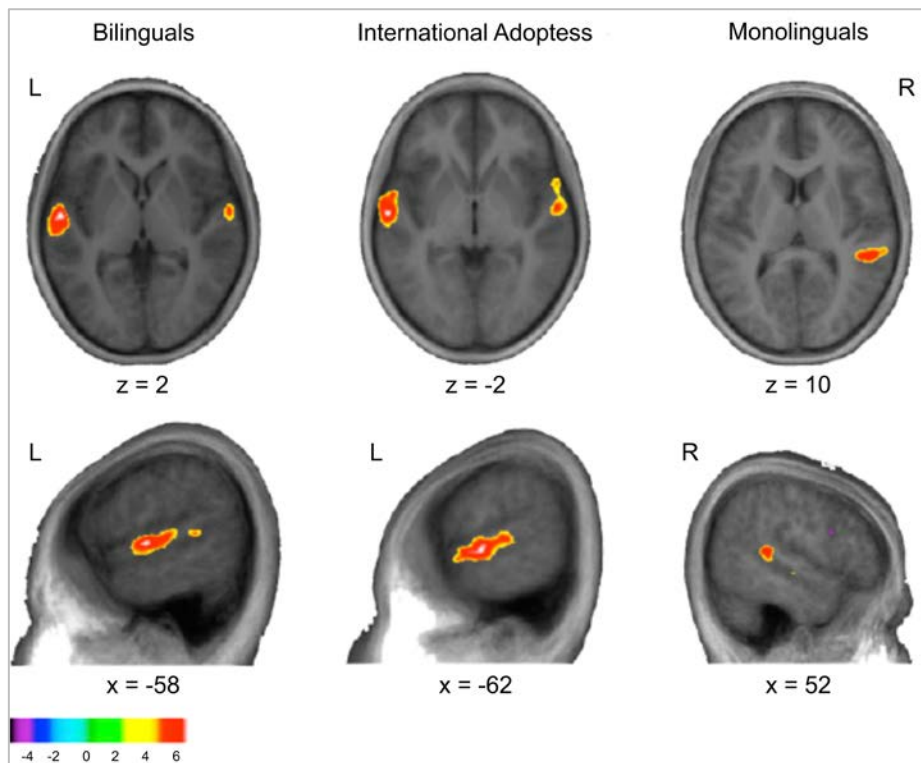 Bilinguals International Adoptess Monolinguals
L R
z = 2 z = -2 z = 10
L L R
x = -58 x = -62 x = 52
-4 -2 0 2 4 6